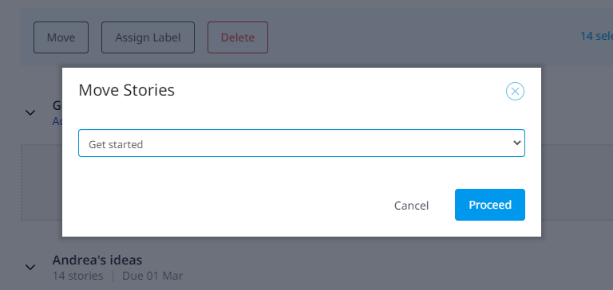 Move Assign Label Delete 14 sele
Move Stories
G
Get started
Cancel Proceed
Andrea's ideas
14 stories | Due 01 Mar